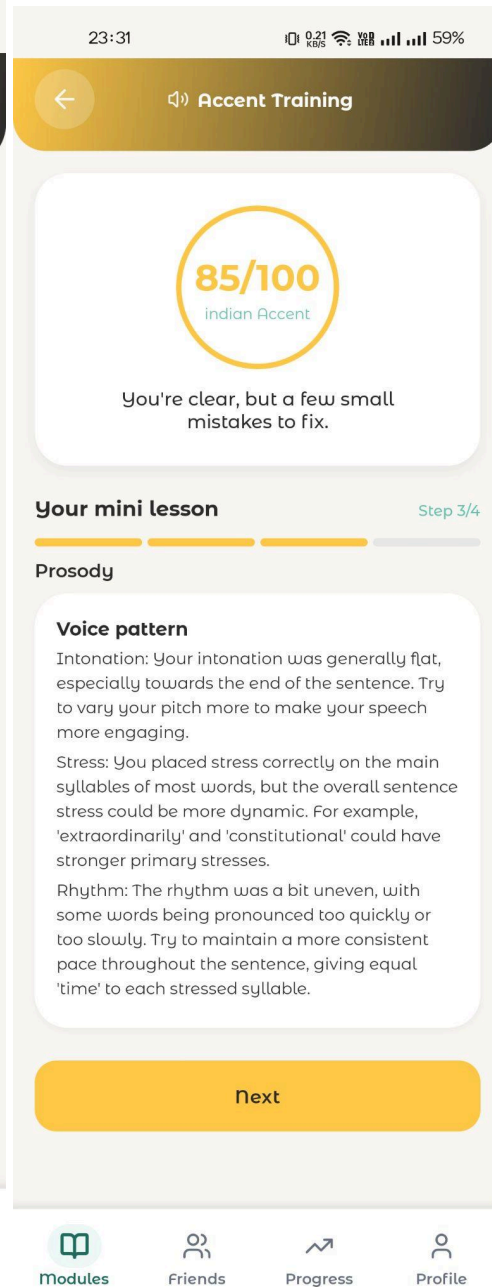 23:31
0.21 KB/S
Vo) LTE2
59%
Accent Training
85/100
indian Accent
You're clear, but a few small
mistakes to fix.
Your mini lesson
Step 3/4
Prosody
Voice pattern
Intonation: Your intonation was generally flat,
especially towards the end of the sentence. Try
to vary your pitch more to make your speech
more engaging.
Stress: You placed stress correctly on the main
syllables of most words, but the overall sentence
stress could be more dynamic. For example,
'extraordinarily' and 'constitutional' could have
stronger primary stresses.
Rhythm: The rhythm was a bit uneven, with
some words being pronounced too quickly or
too slowly. Try to maintain a more consistent
pace throughout the sentence, giving equal
'time' to each stressed syllable.
Next
Modules
Friends
Progress
Profile